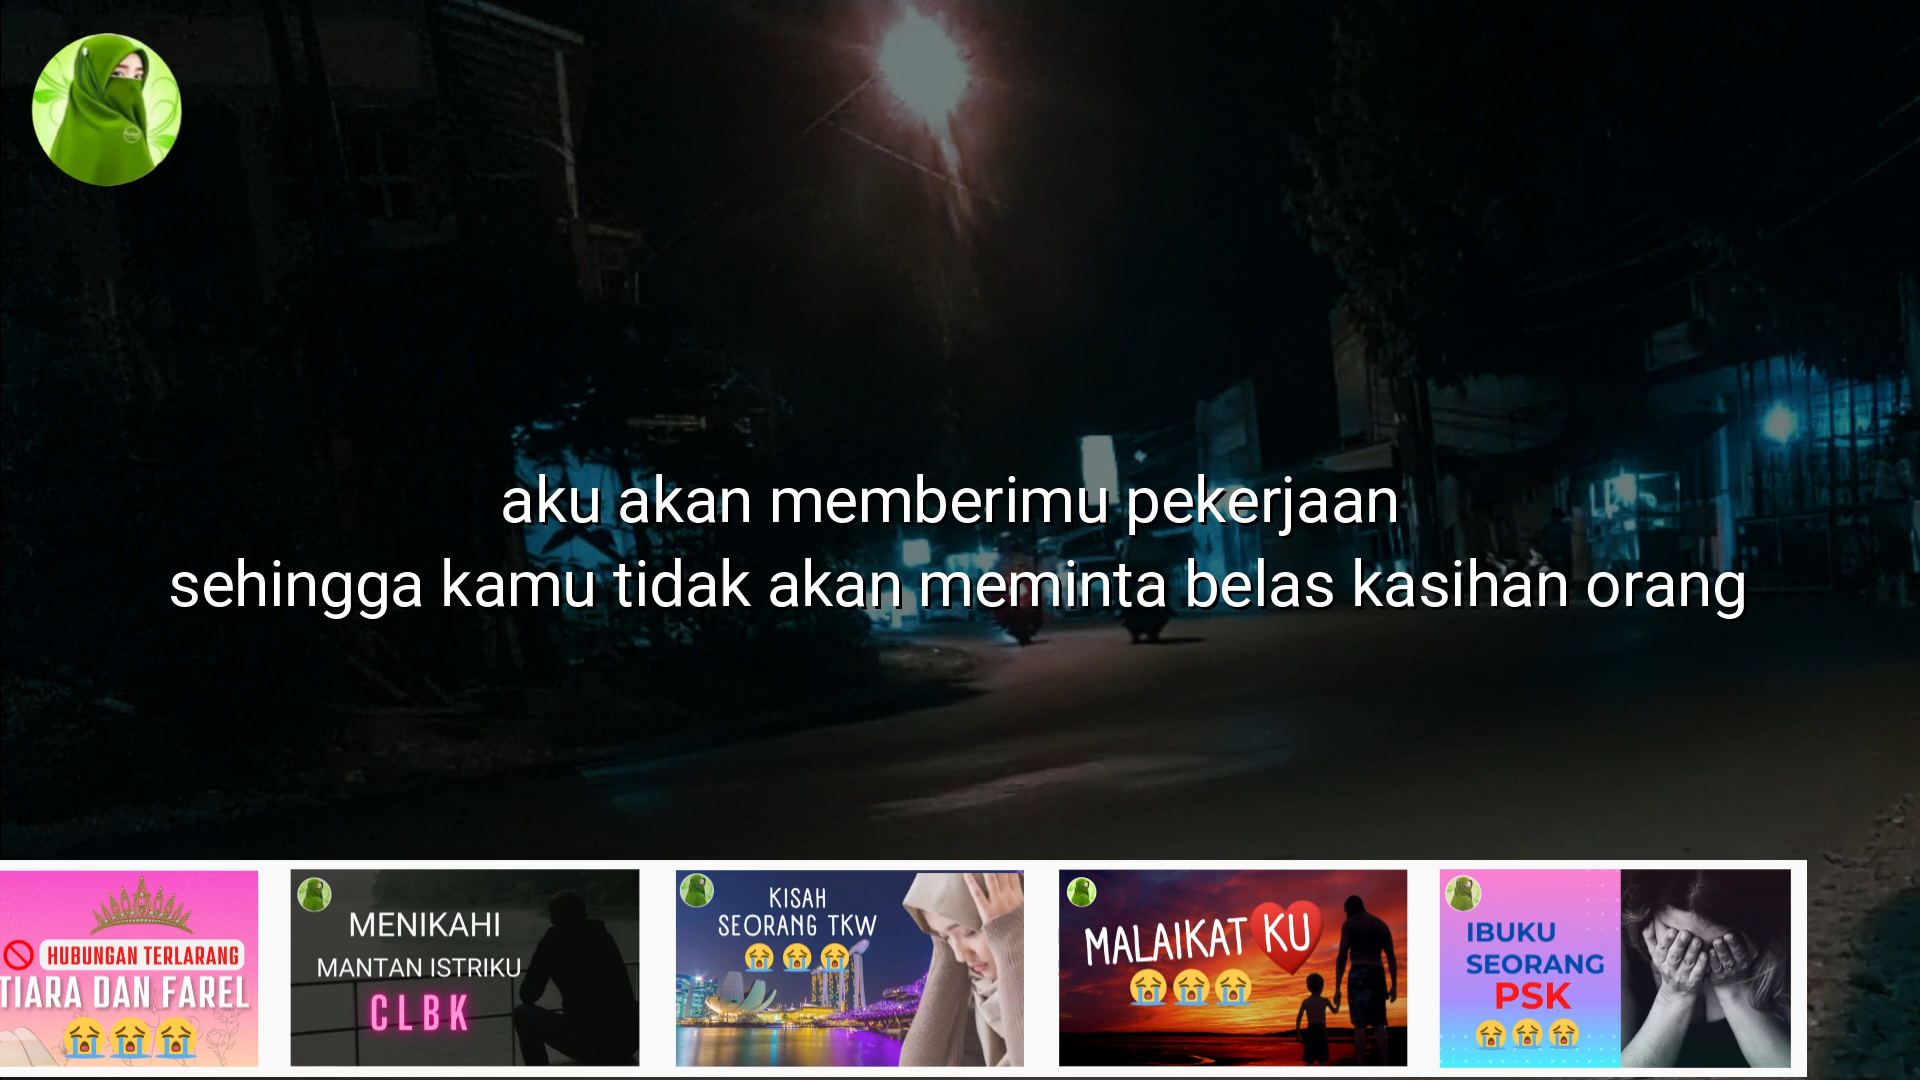 aku akan memberimu pekerjaan
sehingga kamu tidak akan meminta belas kasihan orang
HUBUNGAN TERLARANG
TIARA DAN FAREL
MENIKAHI
MANTAN ISTRIKU
CLBK
KISAH
SEORANG TKW
MALAIKAT KU
IBUKU
SEORANG
PSK